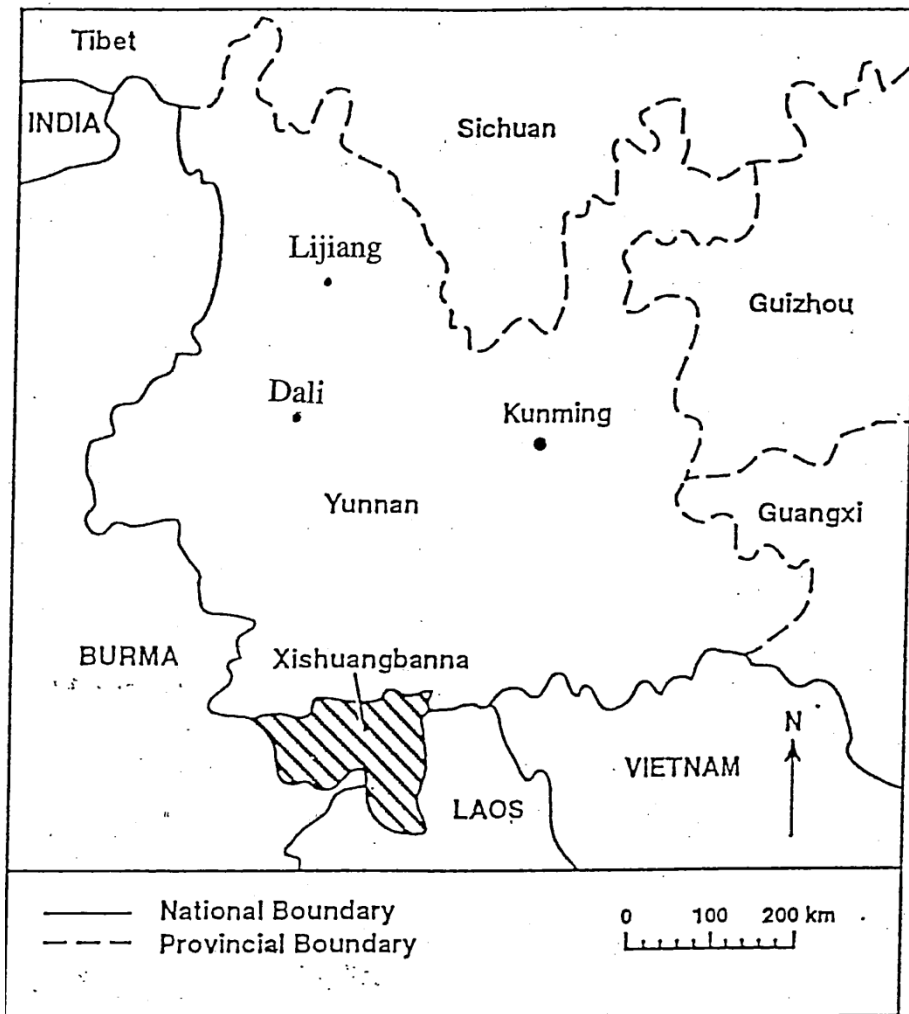 Tibet
INDIA
Sichuan
Lijiang
Guizhou
Dali
Kunming
Yunnan
Guangxi
BURMA
Xishuangbanna
N
VIETNAM
LAOS
National Boundary
Provincial Boundary
0 100 200 km